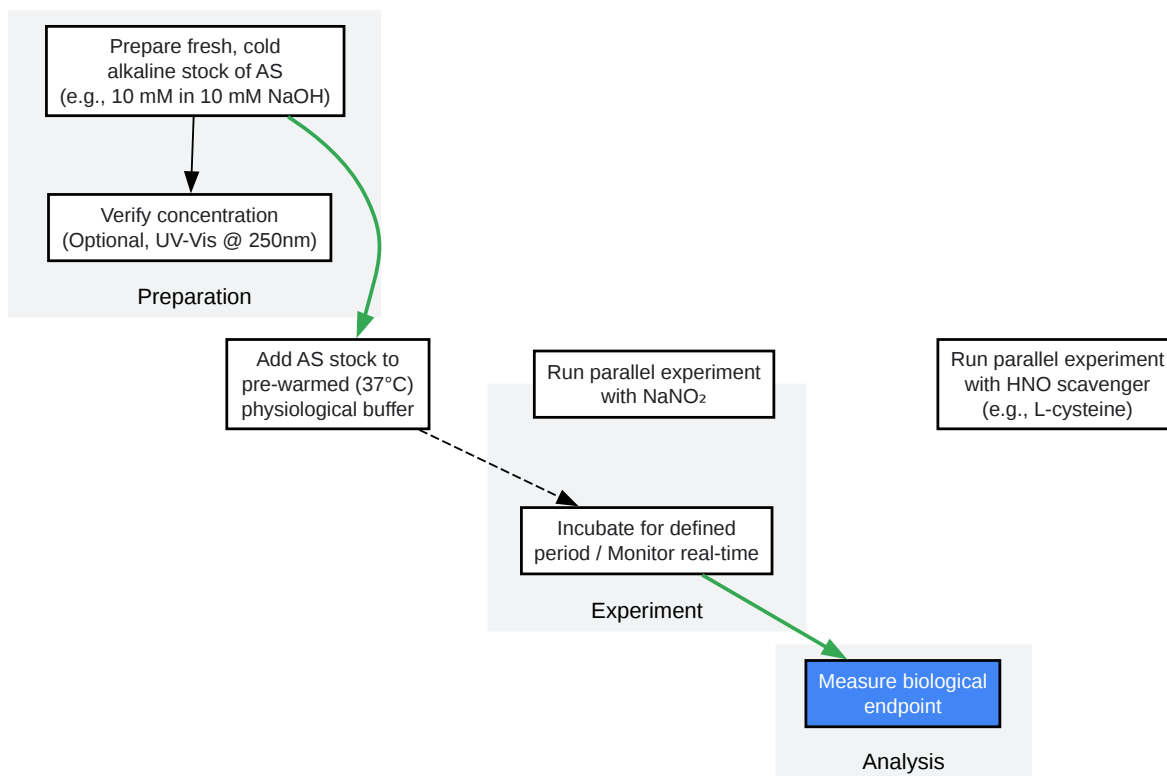 Prepare fresh, cold
alkaline stock of AS
(e.g., 10 mM in 10 mM NaOH)
Verify concentration
(Optional, UV-Vis @ 250nm)
Preparation
Add AS stock to
pre-warmed (37°C)
physiological buffer
Run parallel experiment
with NaNO₂
Run parallel experiment
with HNO scavenger
(e.g., L-cysteine)
Incubate for defined
period / Monitor real-time
Experiment
Measure biological
endpoint
Analysis